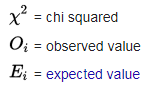 χ² = chi squared
Oᵢ = observed value
Eᵢ = expected value